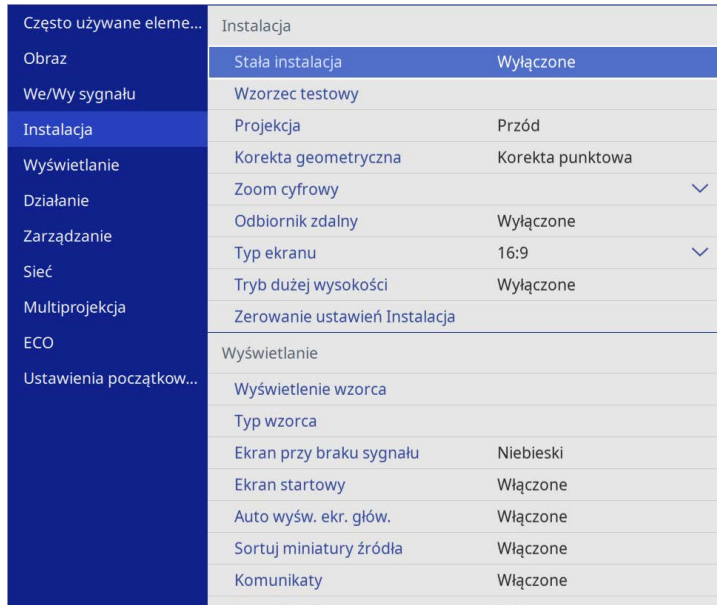 Często używane eleme...
Obraz
We/Wy sygnału
Instalacja
Wyświetlanie
Działanie
Zarządzanie
Sieć
Multiprojekcja
ECO
Ustawienia początkow...
Instalacja
Stała instalacja Wyłączone
Wzorzec testowy
Projekcja Przód
Korekta geometryczna Korekta punktowa
Zoom cyfrowy
Odbiornik zdalny Wyłączone
Typ ekranu 16:9
Tryb dużej wysokości Wyłączone
Zerowanie ustawień Instalacja
Wyświetlanie
Wyświetlenie wzorca
Typ wzorca
Ekran przy braku sygnału Niebieski
Ekran startowy Włączone
Auto wyśw. ekr. głów. Włączone
Sortuj miniatury źródła Włączone
Komunikaty Włączone